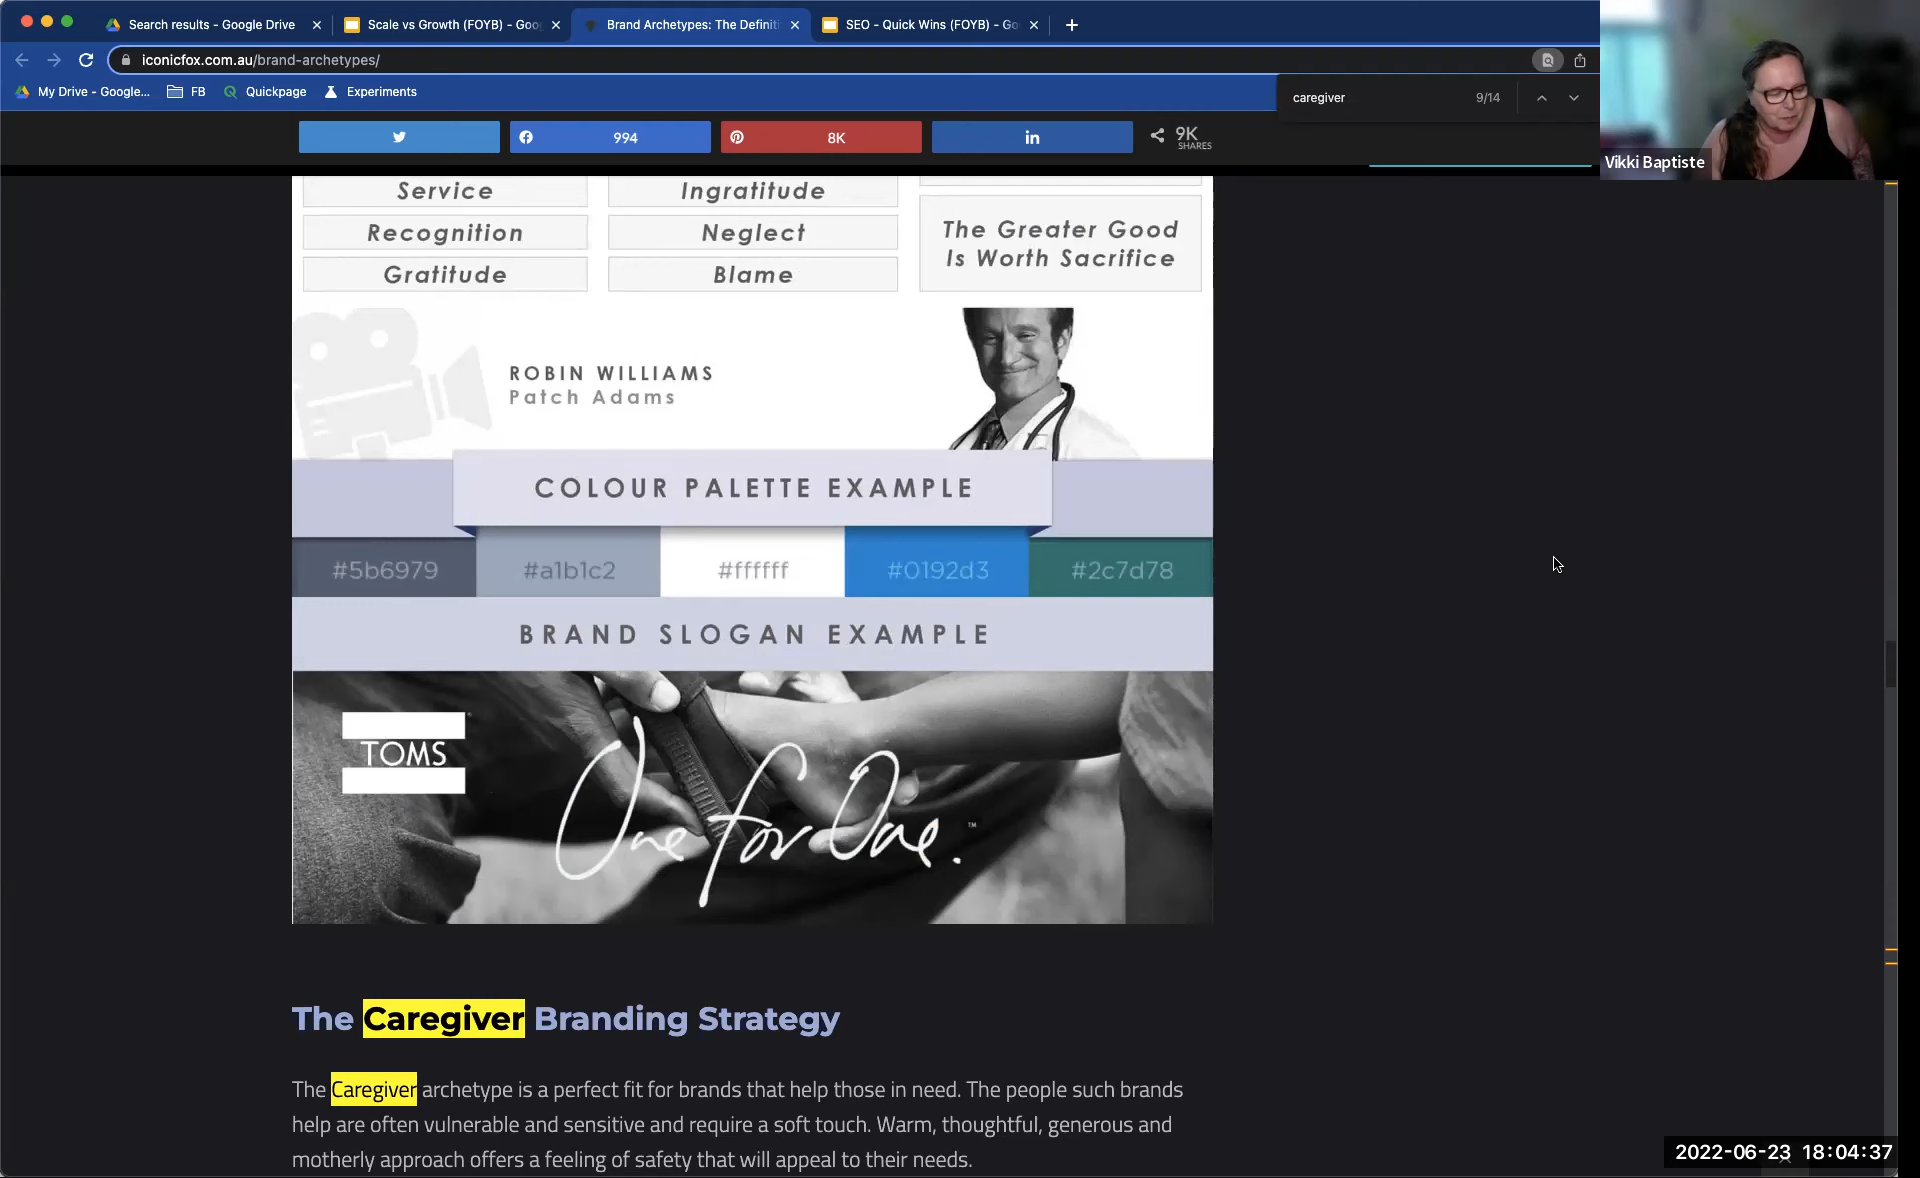 Search results - Google Drive
Scale vs Growth (FOYB) - Goo
Brand Archetypes: The Definit
SEO - Quick Wins (FOYB) - Go
iconicfox.com.au/brand-archetypes/
My Drive - Google...
FB
Quickpage
Experiments
caregiver
9/14
994
8K
in
9K
SHARES
Vikki Baptiste
Service
Ingratitude
Recognition
Neglect
The Greater Good
Is Worth Sacrifice
Gratitude
Blame
ROBIN WILLIAMS
Patch Adams
COLOUR PALETTE EXAMPLE
#5b6979
#a1b1c2
#ffffff
#0192d3
#2c7d78
BRAND SLOGAN EXAMPLE
TOMS
One for One.™
The Caregiver Branding Strategy
The Caregiver archetype is a perfect fit for brands that help those in need. The people such brands
help are often vulnerable and sensitive and require a soft touch. Warm, thoughtful, generous and
motherly approach offers a feeling of safety that will appeal to their needs.
2022-06-23 18:04:37